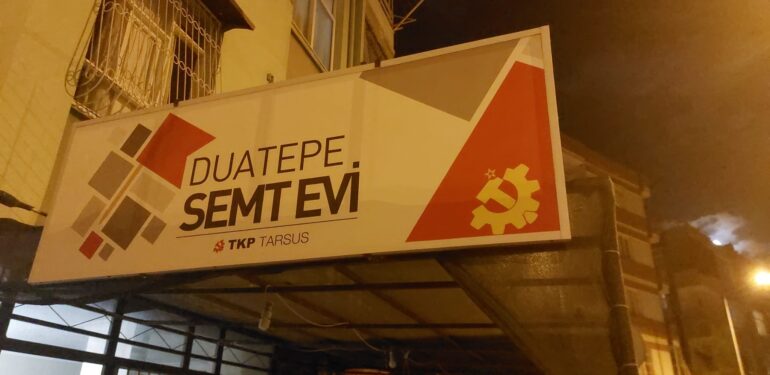 DUATEPE
SEMT EVİ
TKP TARSUS